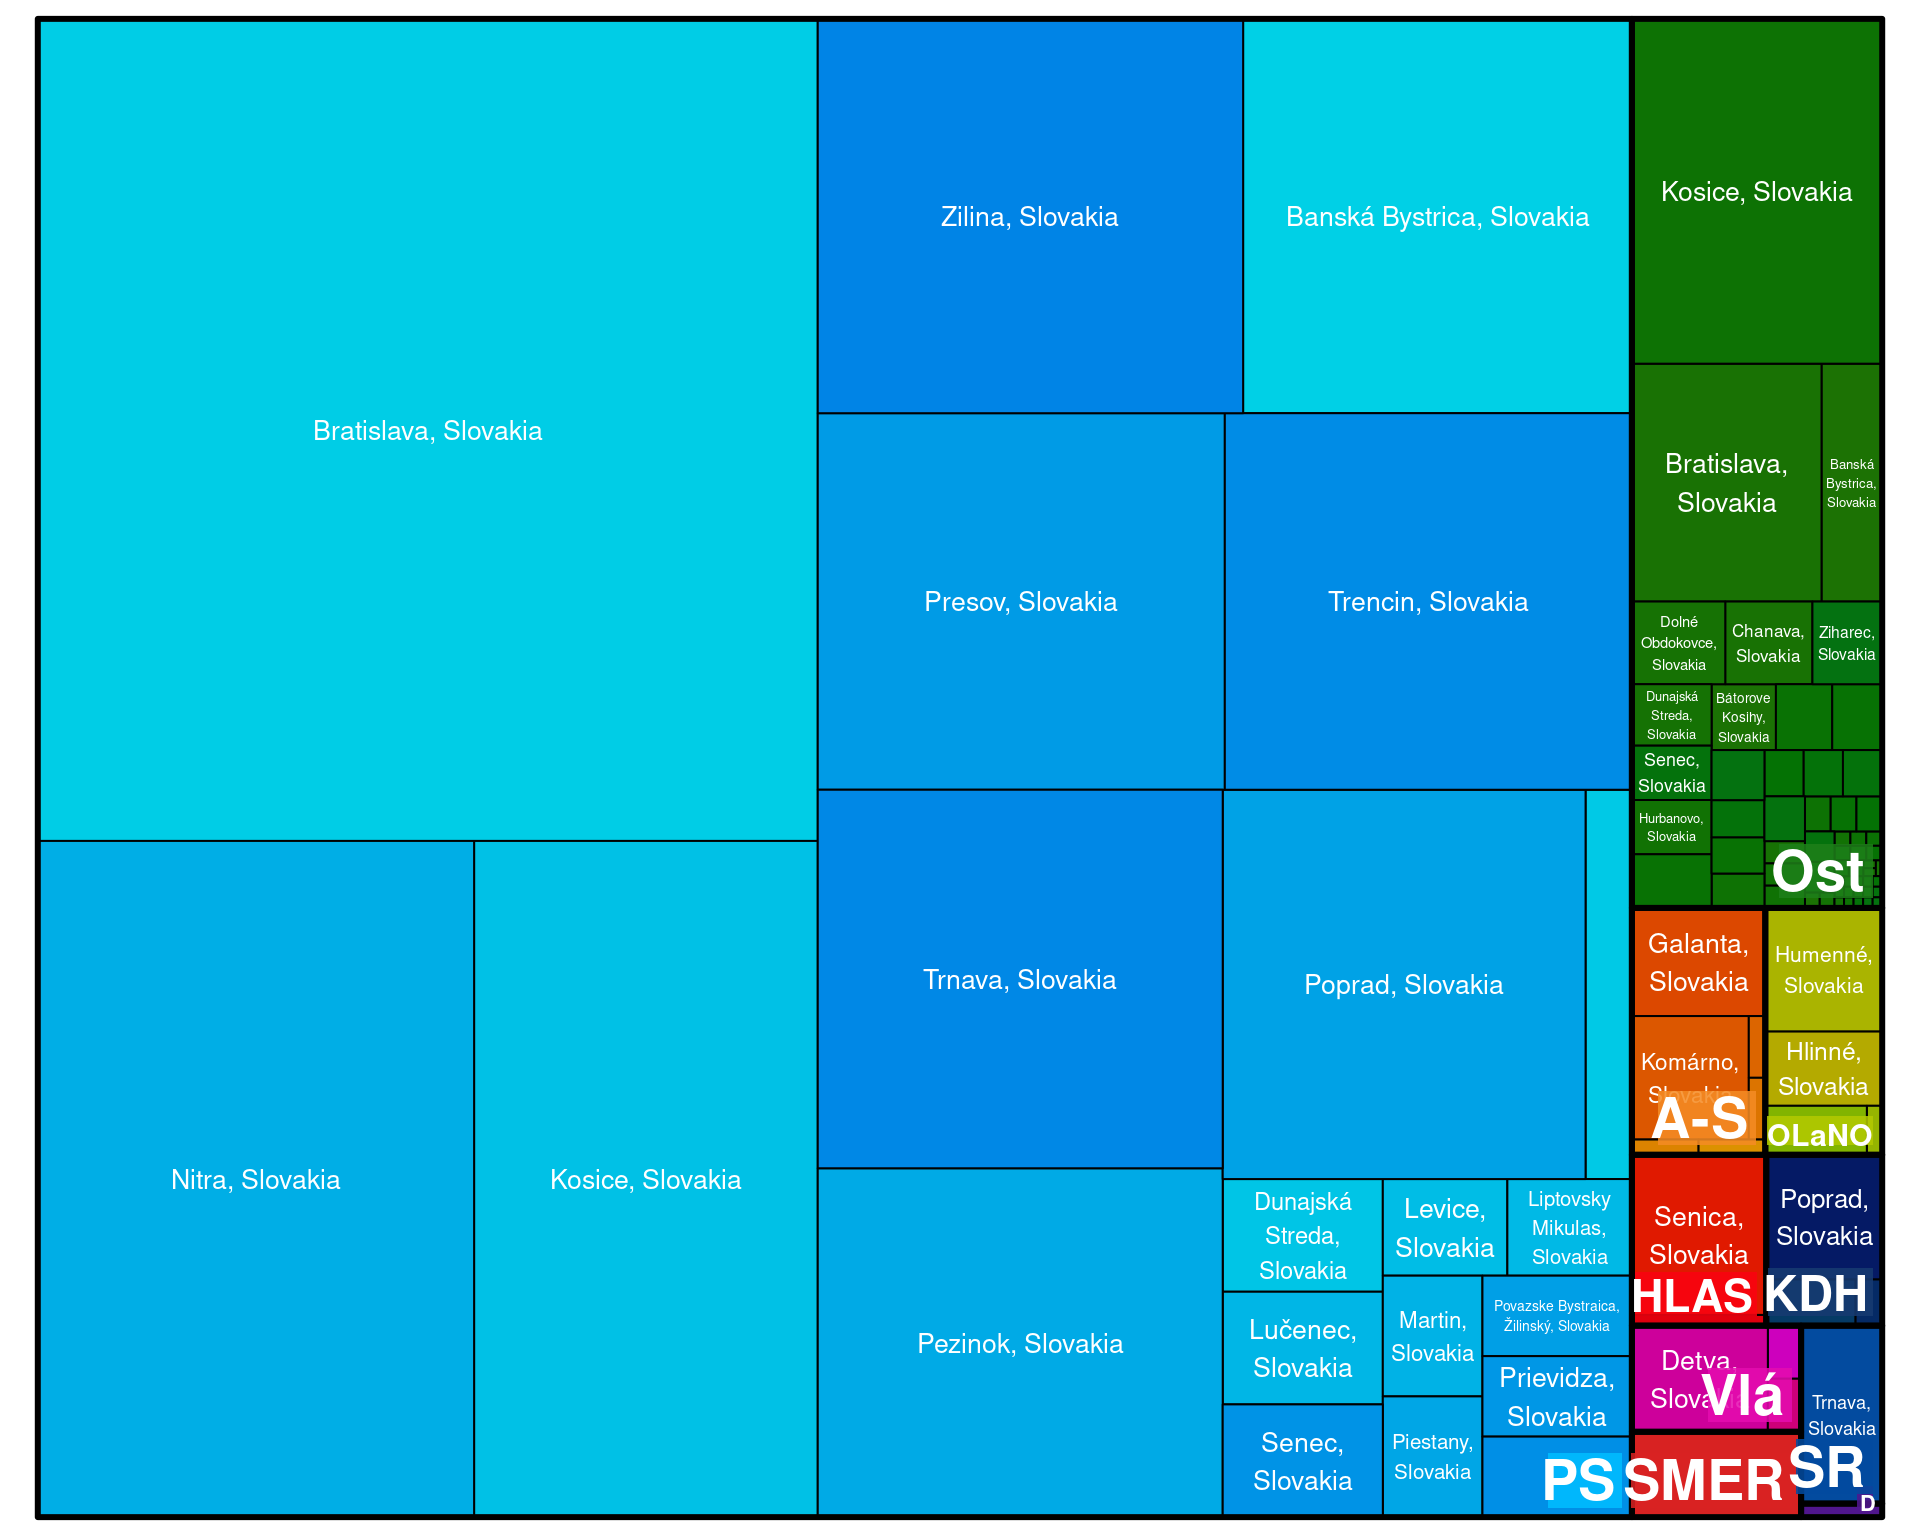 Bratislava, Slovakia
Nitra, Slovakia
Kosice, Slovakia
Zilina, Slovakia
Banská Bystrica, Slovakia
Presov, Slovakia
Trencin, Slovakia
Trnava, Slovakia
Poprad, Slovakia
Pezinok, Slovakia
Dunajská
Streda,
Slovakia
Levice,
Slovakia
Liptovsky
Mikulas,
Slovakia
Lučenec,
Slovakia
Martin,
Slovakia
Povazske Bystraica,
Žilinský, Slovakia
Prievidza,
Slovakia
Senec,
Slovakia
Piestany,
Slovakia
PS
Kosice, Slovakia
Bratislava,
Slovakia
Banská
Bystrica,
Slovakia
Dolné
Obdokovce,
Slovakia
Chanava,
Slovakia
Ziharec,
Slovakia
Dunajská
Streda,
Slovakia
Bátorove
Kosihy,
Slovakia
Senec,
Slovakia
Hurbanovo,
Slovakia
Ost
Galanta,
Slovakia
Komárno,
Slovakia
A-S
Humenné,
Slovakia
Hlinné,
Slovakia
OLaNO
Senica,
Slovakia
HLAS
Poprad,
Slovakia
KDH
Detva,
Slovakia
Vlá
Trnava,
Slovakia
SR
SMER
D